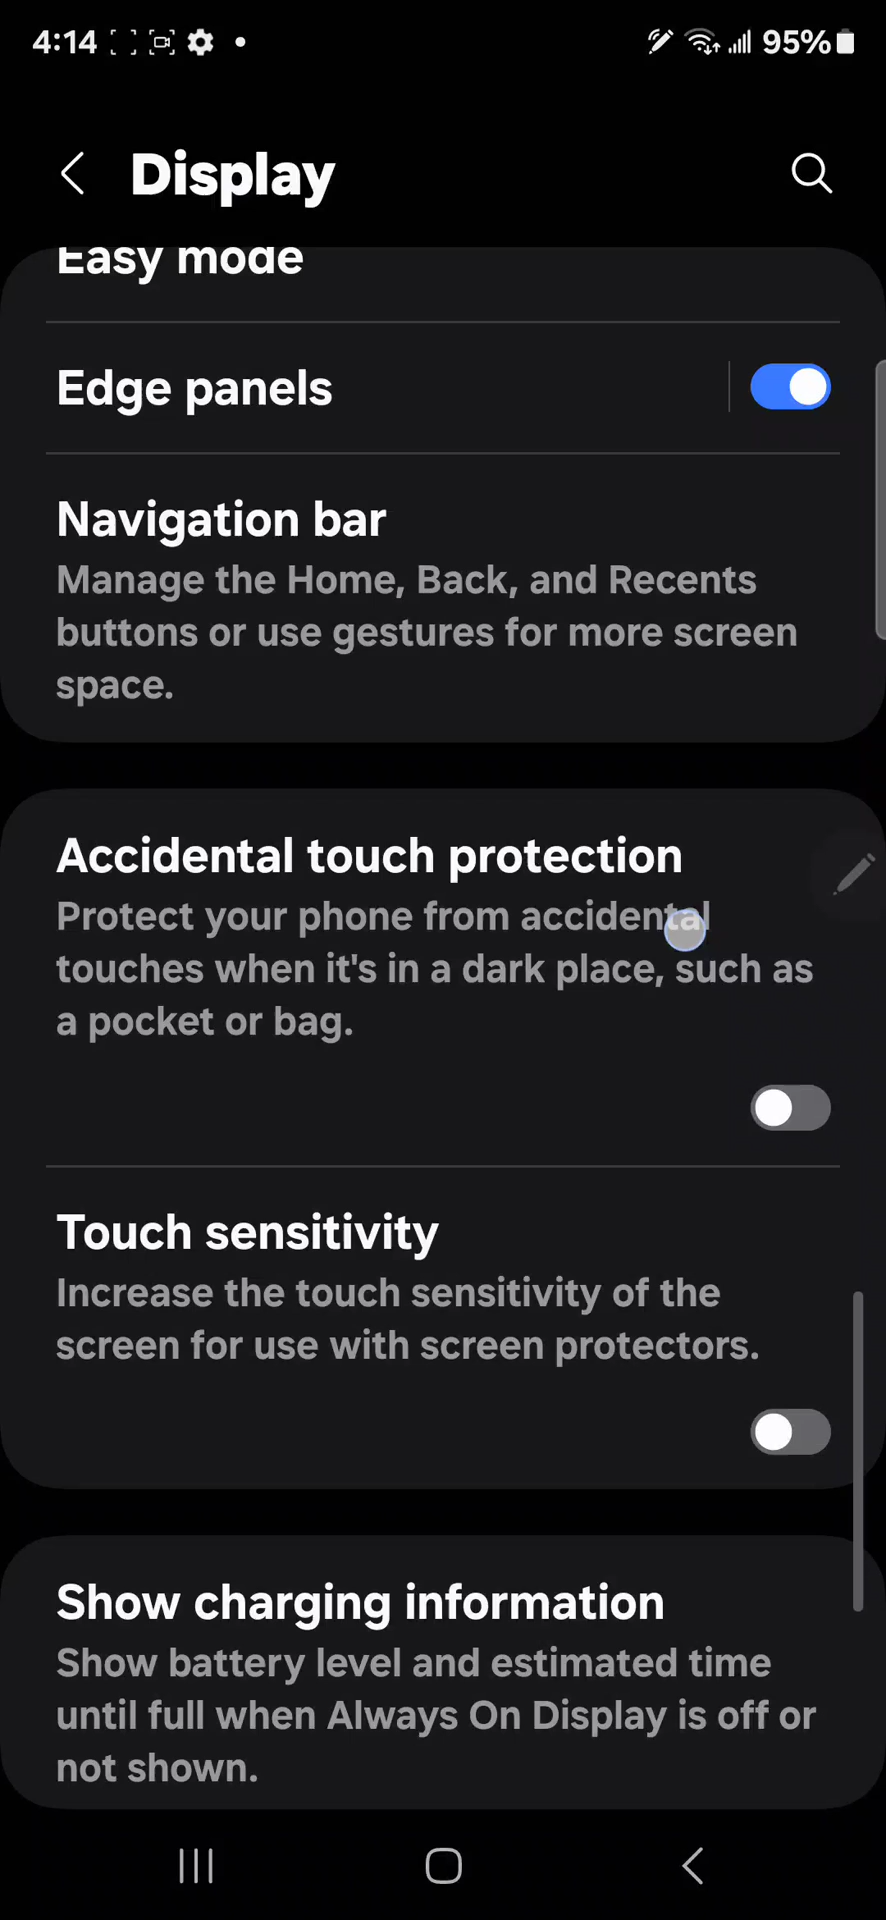 4:14
95%
Display
Easy mode
Edge panels
Navigation bar
Manage the Home, Back, and Recents
buttons or use gestures for more screen
space.
Accidental touch protection
Protect your phone from accidental
touches when it's in a dark place, such as
a pocket or bag.
Touch sensitivity
Increase the touch sensitivity of the
screen for use with screen protectors.
Show charging information
Show battery level and estimated time
until full when Always On Display is off or
not shown.